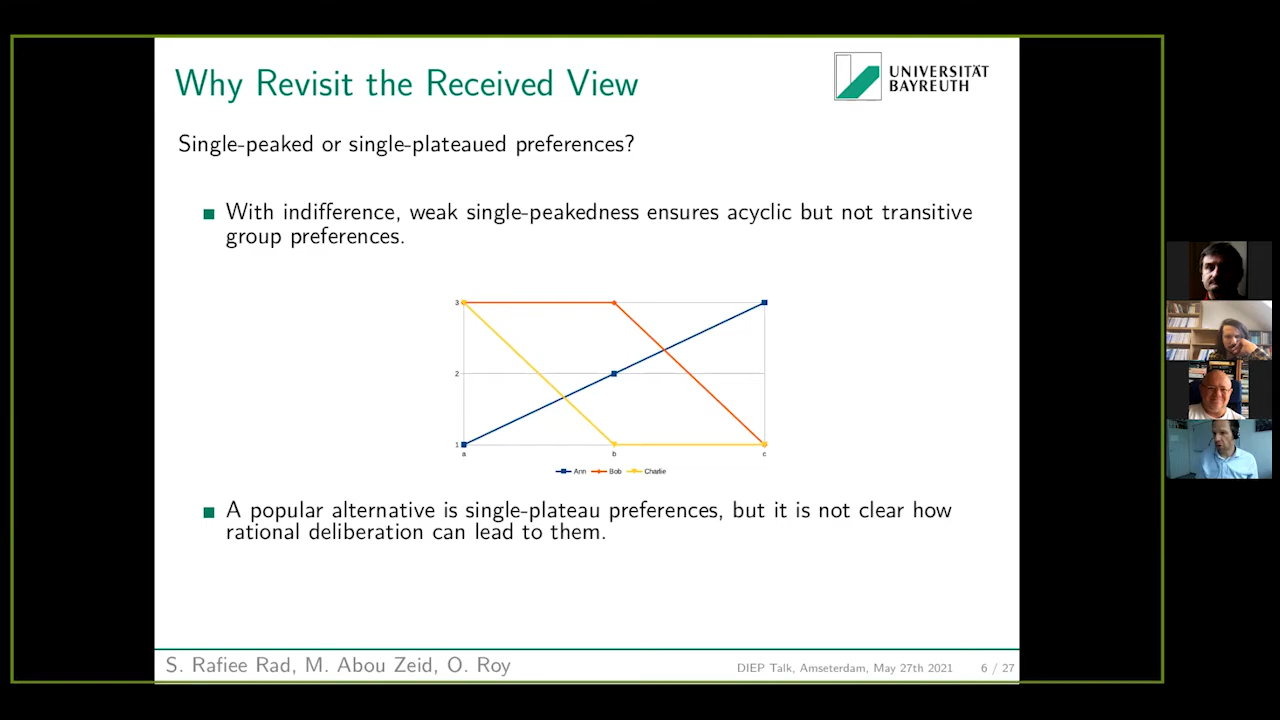 Why Revisit the Received View
UNIVERSITÄT
BAYREUTH
Single-peaked or single-plateaued preferences?
With indifference, weak single-peakedness ensures acyclic but not transitive
group preferences.
3
2
1
a b c
Ann Bob Charlie
A popular alternative is single-plateau preferences, but it is not clear how
rational deliberation can lead to them.
S. Rafiee Rad, M. Abou Zeid, O. Roy
DIEP Talk, Amseterdam, May 27th 2021 6 / 27